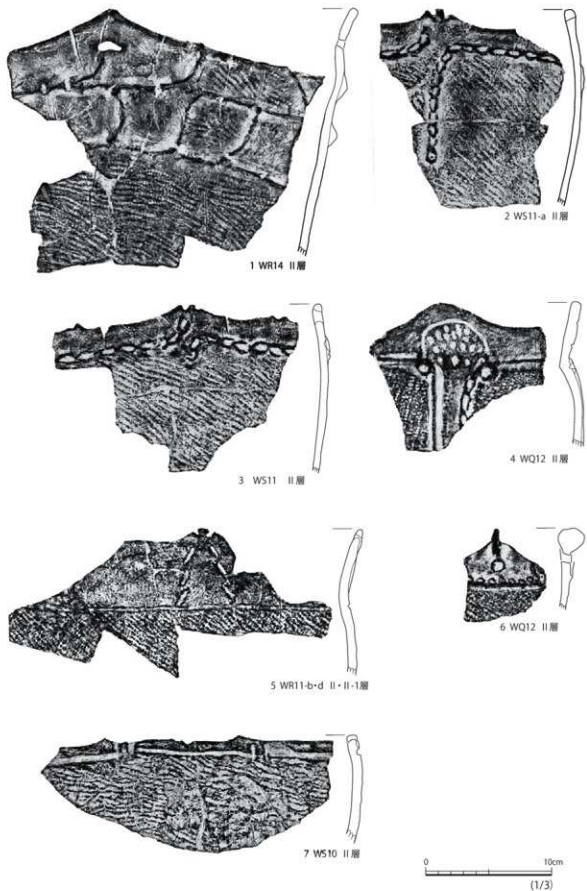 1 WR14 II層
2 WS11-a II層
3 WS11 II層
4 WQ12 II層
5 WR11-b・d II・II-1層
6 WQ12 II層
7 WS10 II層
0 10cm
(1/3)